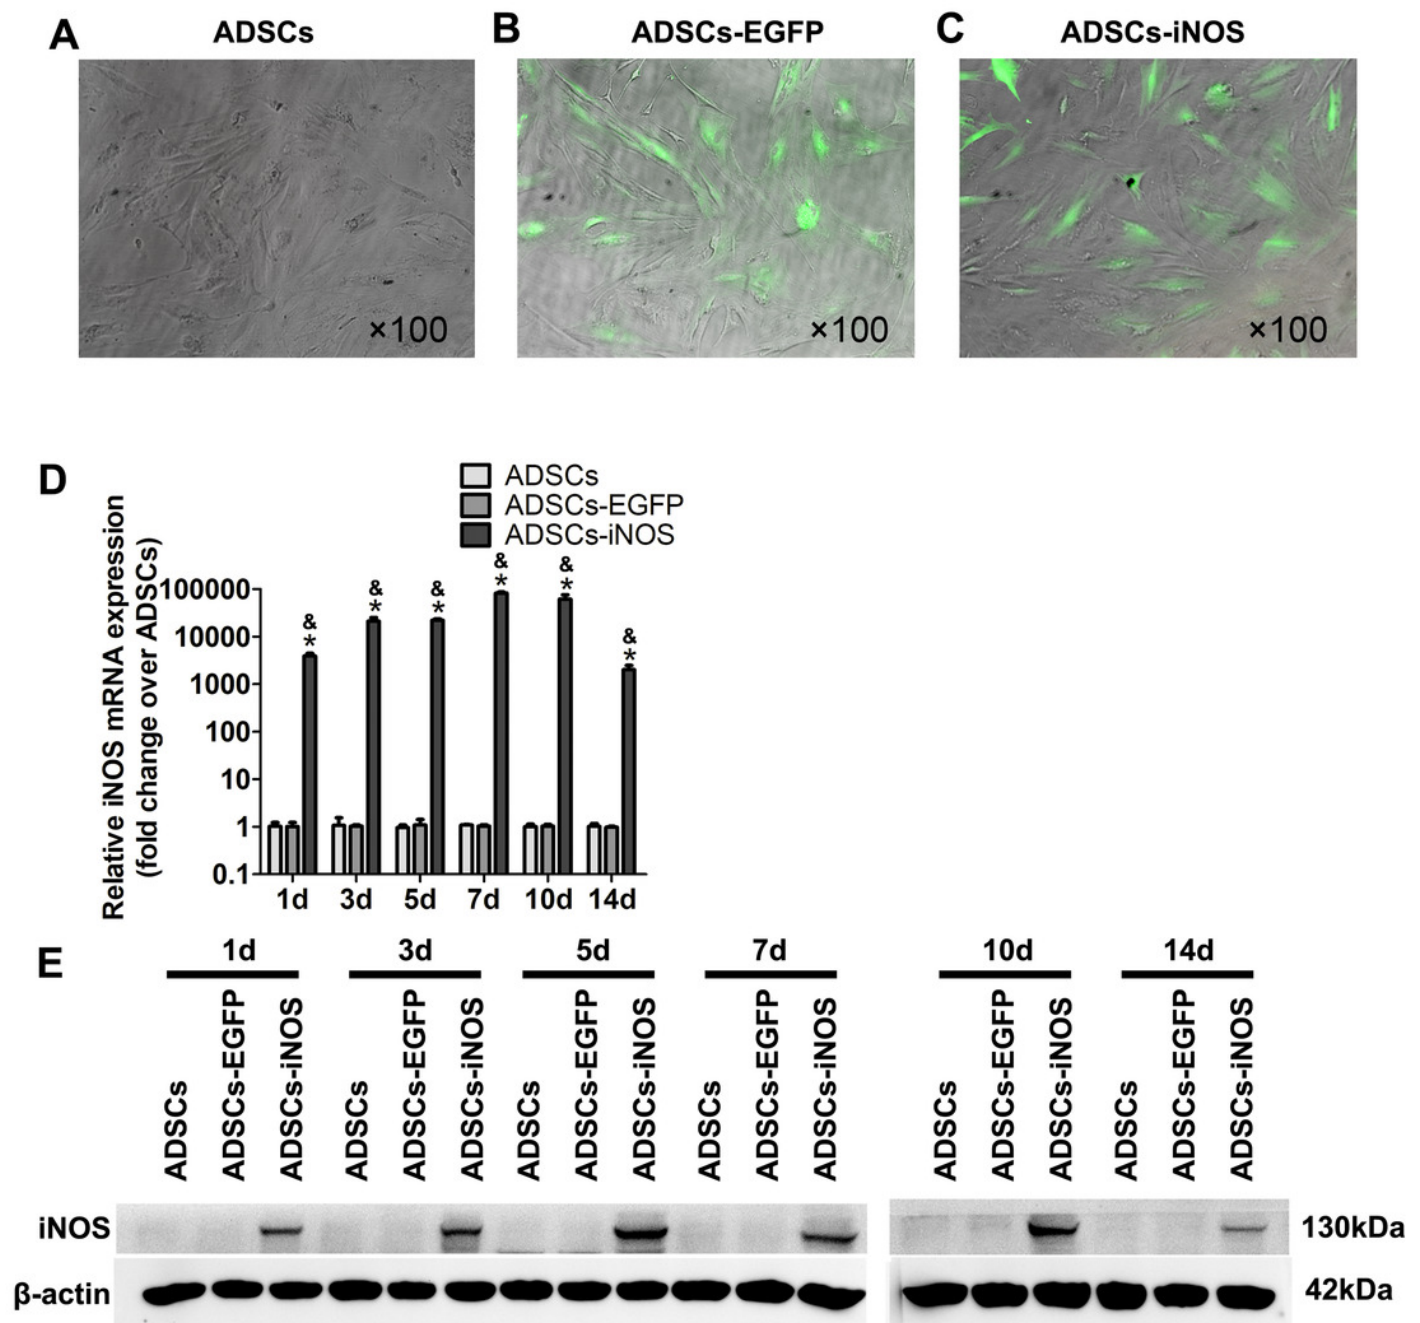 A ADSCs
B ADSCs-EGFP
C ADSCs-iNOS
×100
×100
×100
D
ADSCs
ADSCs-EGFP
ADSCs-iNOS
Relative iNOS mRNA expression
(fold change over ADSCs)
100000
10000
1000
100
10
1
0.1
&
*
&
*
&
*
&
*
&
*
&
*
1d 3d 5d 7d 10d 14d
E
1d 3d 5d 7d 10d 14d
ADSCs
ADSCs-EGFP
ADSCs-iNOS
ADSCs
ADSCs-EGFP
ADSCs-iNOS
ADSCs
ADSCs-EGFP
ADSCs-iNOS
ADSCs
ADSCs-EGFP
ADSCs-iNOS
ADSCs
ADSCs-EGFP
ADSCs-iNOS
ADSCs
ADSCs-EGFP
ADSCs-iNOS
iNOS 130kDa
β-actin 42kDa